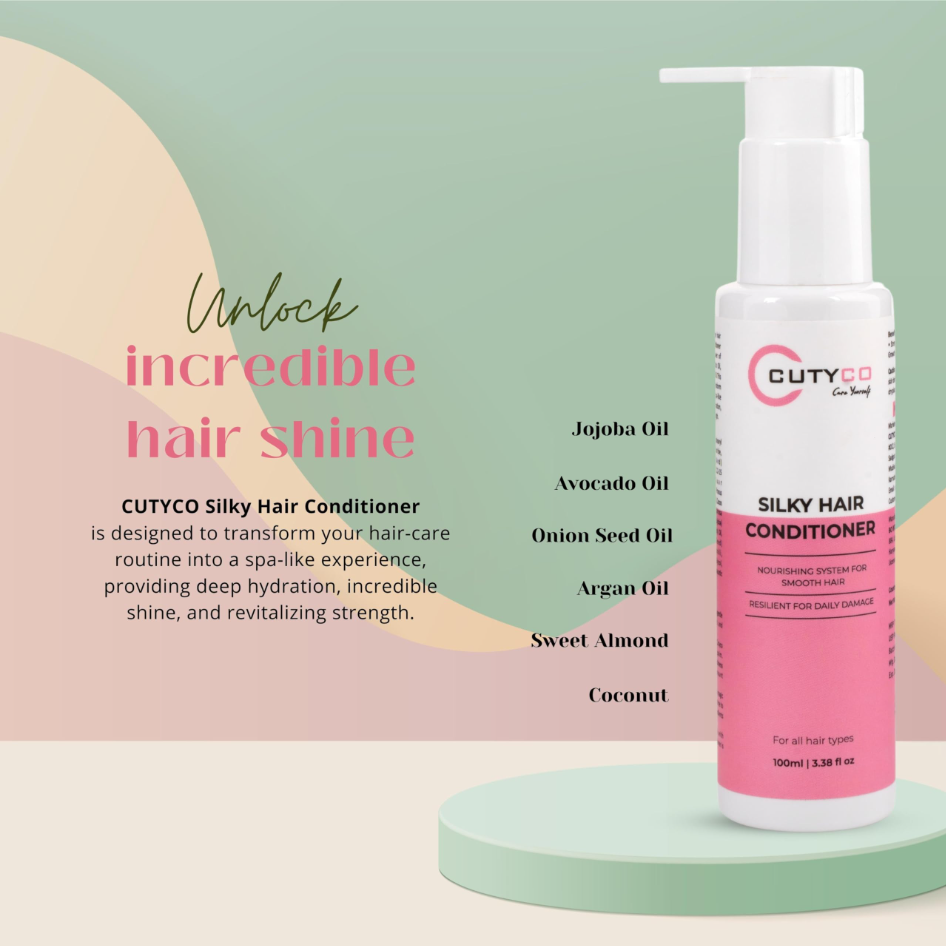 Unlock
incredible
hair shine
CUTYCO Silky Hair Conditioner
is designed to transform your hair-care
routine into a spa-like experience,
providing deep hydration, incredible
shine, and revitalizing strength.
Jojoba Oil
Avocado Oil
Onion Seed Oil
Argan Oil
Sweet Almond
Coconut
CUTYCO
Care Yourself
SILKY HAIR
CONDITIONER
NOURISHING SYSTEM FOR
SMOOTH HAIR
RESILIENT FOR DAILY DAMAGE
For all hair types
100ml | 3.38 fl oz